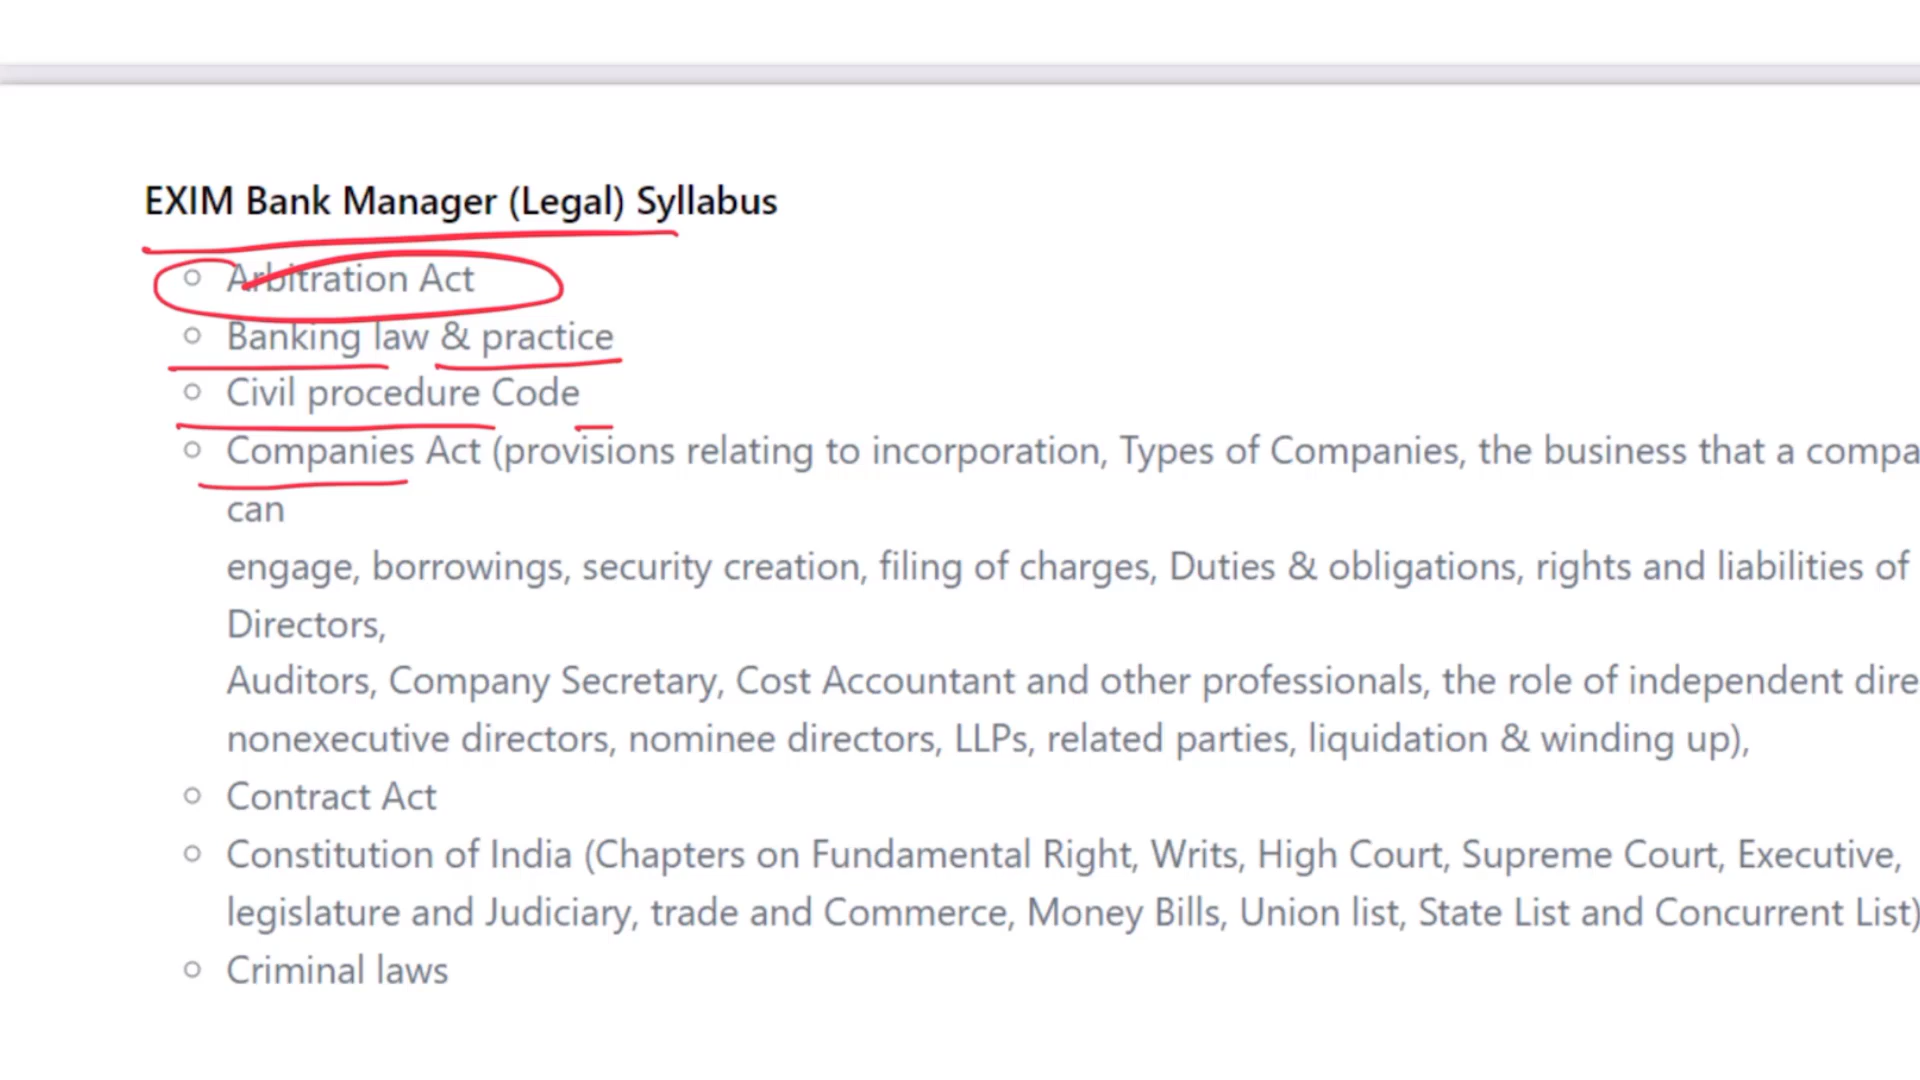 EXIM Bank Manager (Legal) Syllabus
Arbitration Act
Banking law & practice
Civil procedure Code
Companies Act (provisions relating to incorporation, Types of Companies, the business that a compa
can
engage, borrowings, security creation, filing of charges, Duties & obligations, rights and liabilities of
Directors,
Auditors, Company Secretary, Cost Accountant and other professionals, the role of independent dire
nonexecutive directors, nominee directors, LLPs, related parties, liquidation & winding up),
Contract Act
Constitution of India (Chapters on Fundamental Right, Writs, High Court, Supreme Court, Executive,
legislature and Judiciary, trade and Commerce, Money Bills, Union list, State List and Concurrent List)
Criminal laws